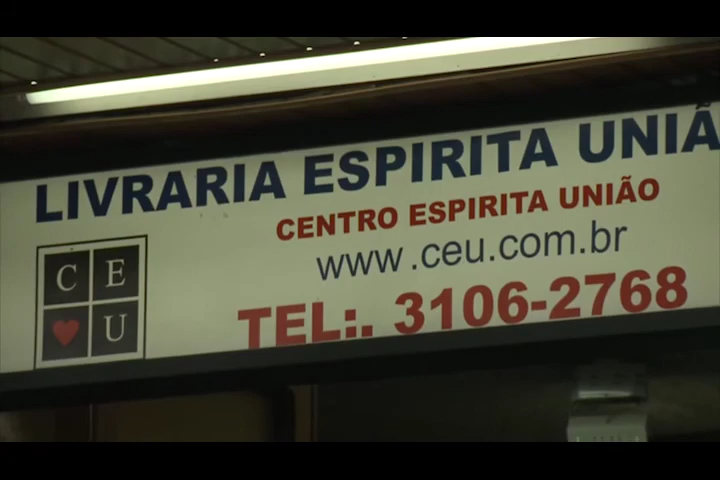 LIVRARIA ESPIRITA UNIÃ
CENTRO ESPIRITA UNIÃO
www.ceu.com.br
TEL:. 3106-2768
C E
U